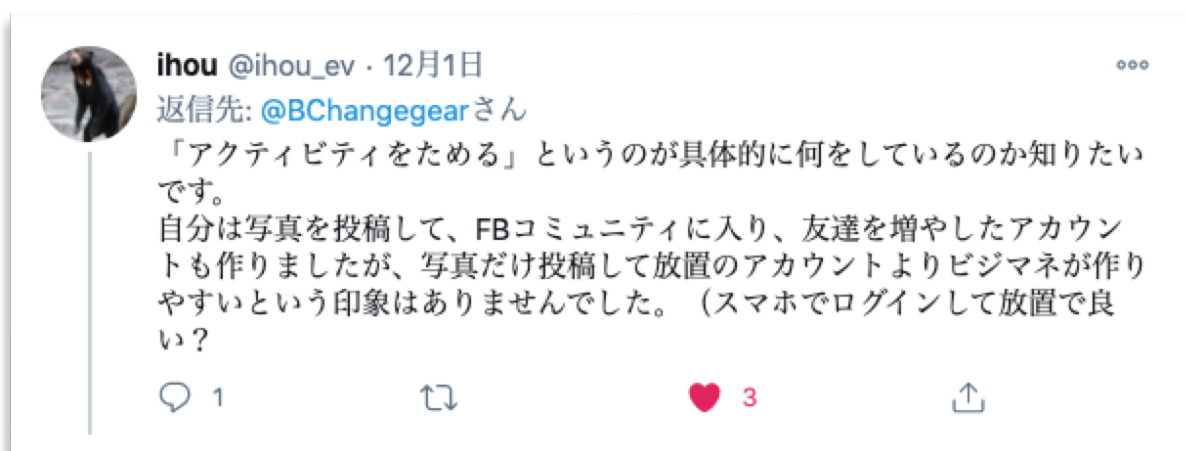 ihou @ihou_ev · 12月1日
返信先: @BChangegearさん
「アクティビティをためる」というのが具体的に何をしているのか知りたい
です。
自分は写真を投稿して、FBコミュニティに入り、友達を増やしたアカウン
トも作りましたが、写真だけ投稿して放置のアカウントよりビジマネが作り
やすいという印象はありませんでした。（スマホでログインして放置で良
い？
1 3